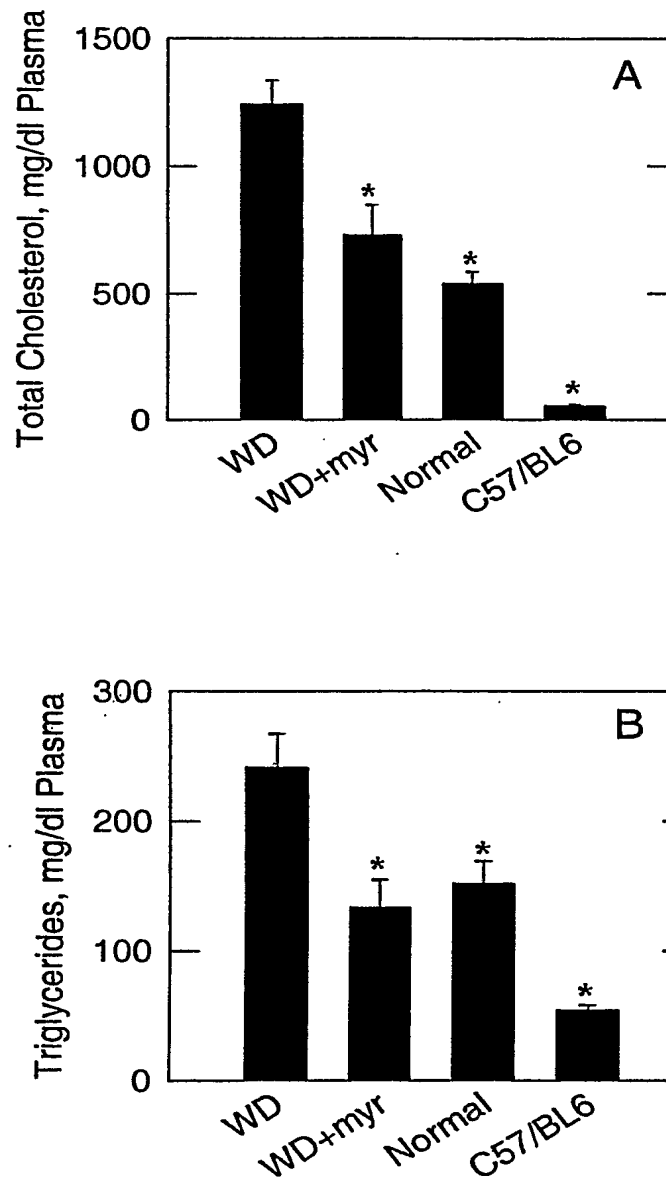 A
Total Cholesterol, mg/dl Plasma
1500
1000
500
0
*
*
*
WD
WD+myr
Normal
C57/BL6
B
Triglycerides, mg/dl Plasma
300
200
100
0
*
*
*
WD
WD+myr
Normal
C57/BL6